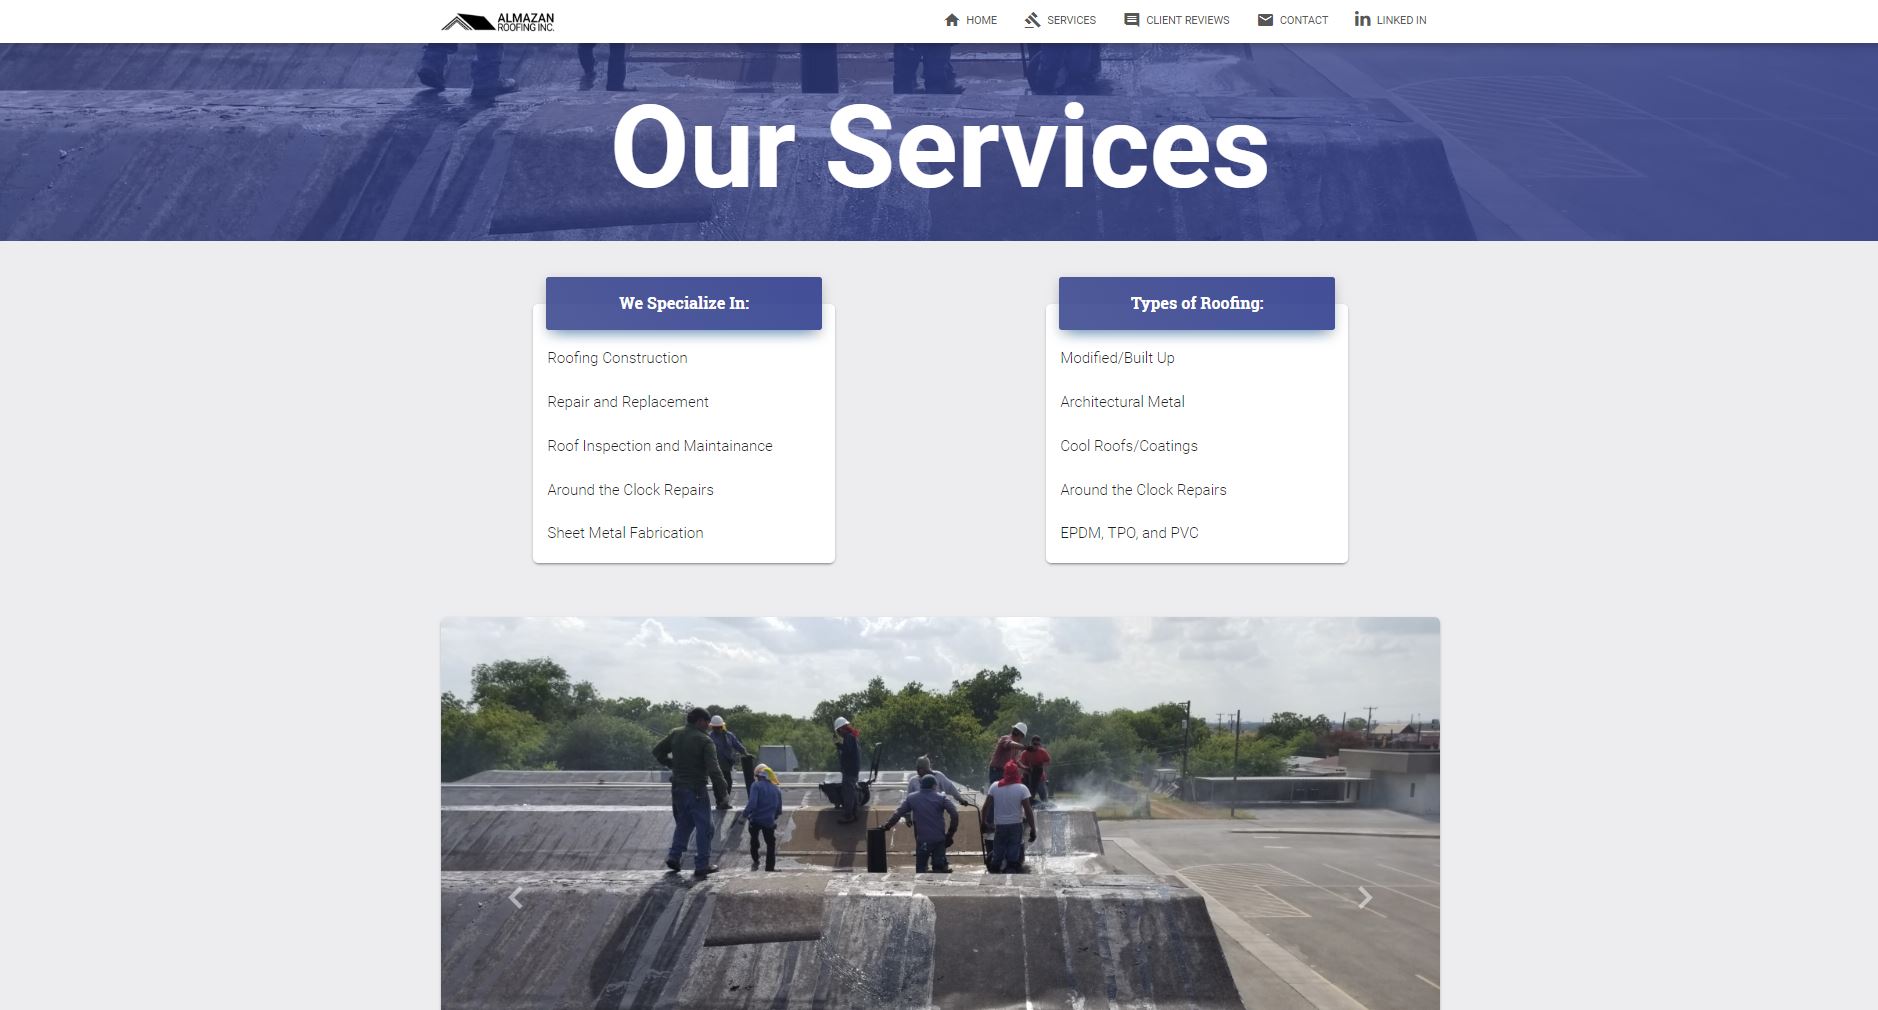 ALMAZAN
ROOFING INC.
HOME
SERVICES
CLIENT REVIEWS
CONTACT
in LINKED IN
Our Services
We Specialize In:
Roofing Construction
Repair and Replacement
Roof Inspection and Maintainance
Around the Clock Repairs
Sheet Metal Fabrication
Types of Roofing:
Modified/Built Up
Architectural Metal
Cool Roofs/Coatings
Around the Clock Repairs
EPDM, TPO, and PVC